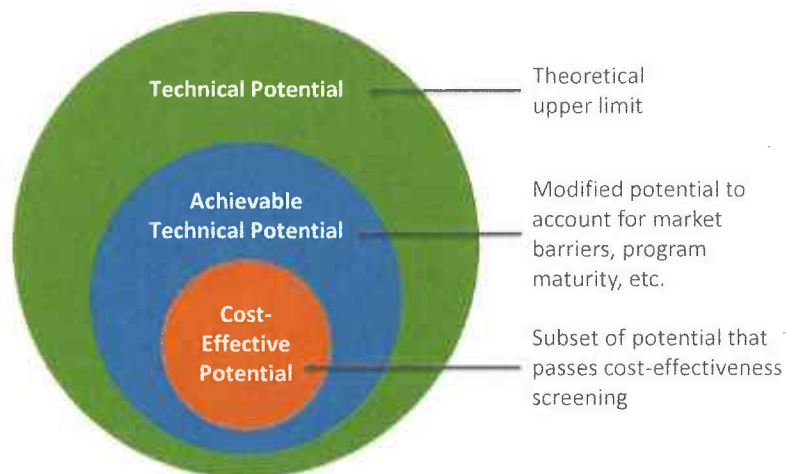 Technical Potential
Theoretical
upper limit
Achievable
Technical Potential
Modified potential to
account for market
barriers, program
maturity, etc.
Cost-
Effective
Potential
Subset of potential that
passes cost-effectiveness
screening